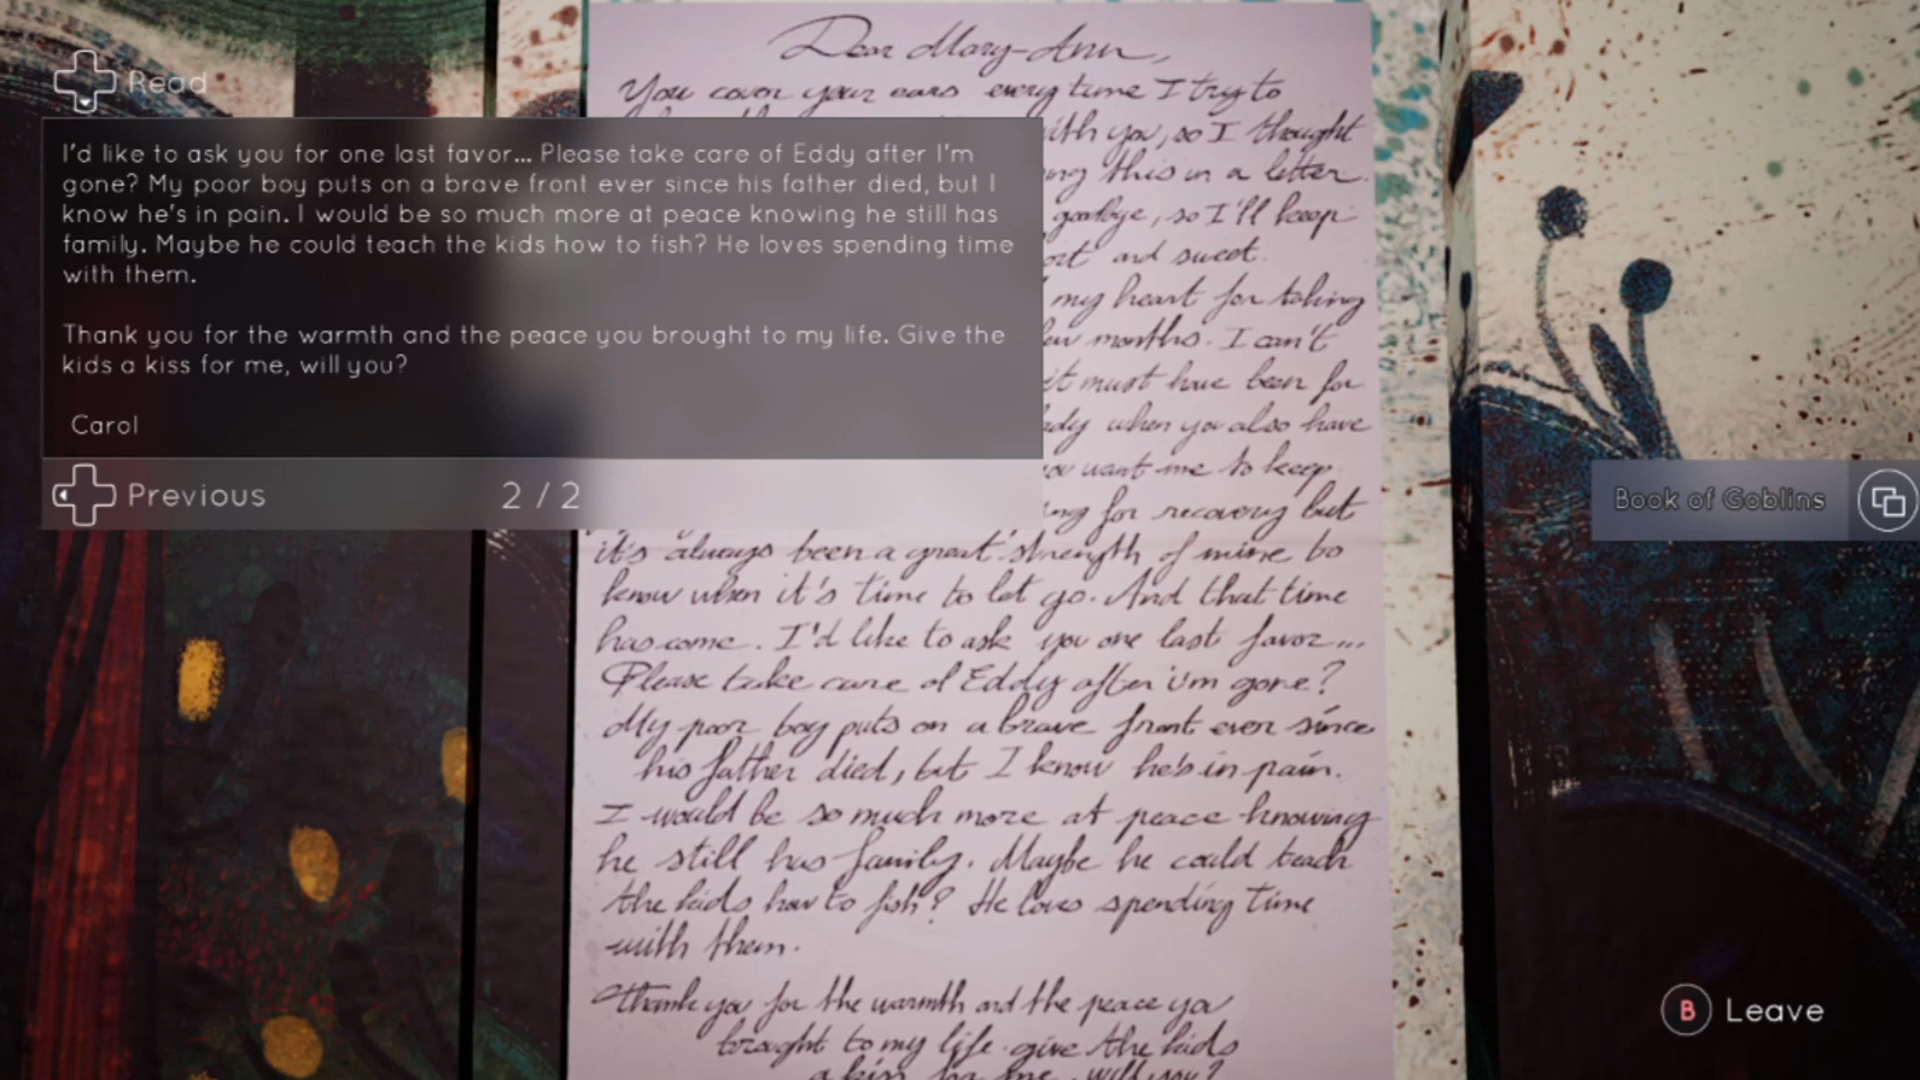 Read
I'd like to ask you for one last favor... Please take care of Eddy after I'm
gone? My poor boy puts on a brave front ever since his father died, but I
know he's in pain. I would be so much more at peace knowing he still has
family. Maybe he could teach the kids how to fish? He loves spending time
with them.
Thank you for the warmth and the peace you brought to my life. Give the
kids a kiss for me, will you?
Carol
Previous
2 / 2
Dear Mary-Ann,
You cover your ears every time I try to
with you, so I thought
this in a letter.
goodbye, so I'll keep
and sweet.
my heart for taking
months. I can't
it must have been for
when you also have
you want me to keep
for recovery but
it's always been a great strength of mine to
know when it's time to let go. And that time
has come. I'd like to ask you one last favor...
Please take care of Eddy after i'm gone?
My poor boy puts on a brave front ever since
his father died, but I know he's in pain.
I would be so much more at peace knowing
he still has family. Maybe he could teach
the kids how to fish? He loves spending time
with them.
Thank you for the warmth and the peace you
brought to my life. give the kids
a kiss for me, will you?
Book of Goblins
B Leave